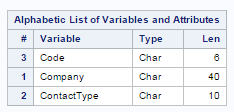 Alphabetic List of Variables and Attributes
# Variable Type Len
3 Code Char 6
1 Company Char 40
2 ContactType Char 10